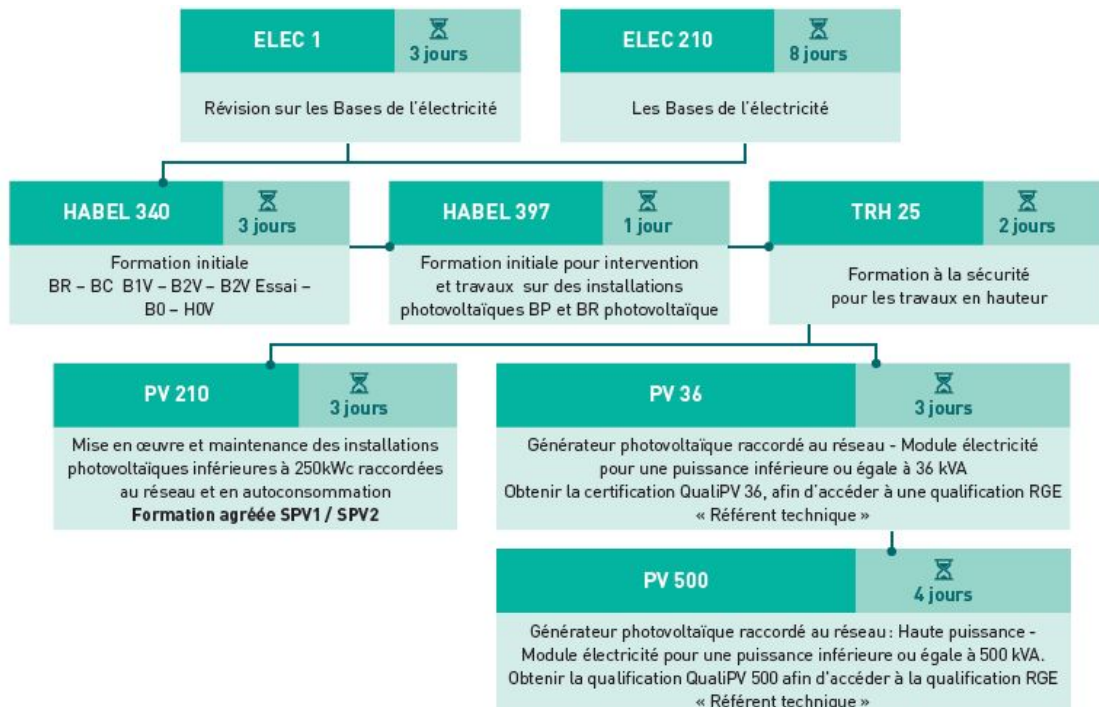 ELEC 1
3 jours
Révision sur les Bases de l'électricité
ELEC 210
8 jours
Les Bases de l'électricité
HABEL 340
3 jours
Formation initiale
BR – BC B1V – B2V – B2V Essai –
B0 – H0V
HABEL 397
1 jour
Formation initiale pour intervention
et travaux sur des installations
photovoltaïques BP et BR photovoltaïque
TRH 25
2 jours
Formation à la sécurité
pour les travaux en hauteur
PV 210
3 jours
Mise en œuvre et maintenance des installations
photovoltaïques inférieures à 250kWc raccordées
au réseau et en autoconsommation
Formation agréée SPV1 / SPV2
PV 36
3 jours
Générateur photovoltaïque raccordé au réseau - Module électricité
pour une puissance inférieure ou égale à 36 kVA
Obtenir la certification QualiPV 36, afin d'accéder à une qualification RGE
« Référent technique »
PV 500
4 jours
Générateur photovoltaïque raccordé au réseau : Haute puissance -
Module électricité pour une puissance inférieure ou égale à 500 kVA.
Obtenir la qualification QualiPV 500 afin d'accéder à la qualification RGE
« Référent technique »